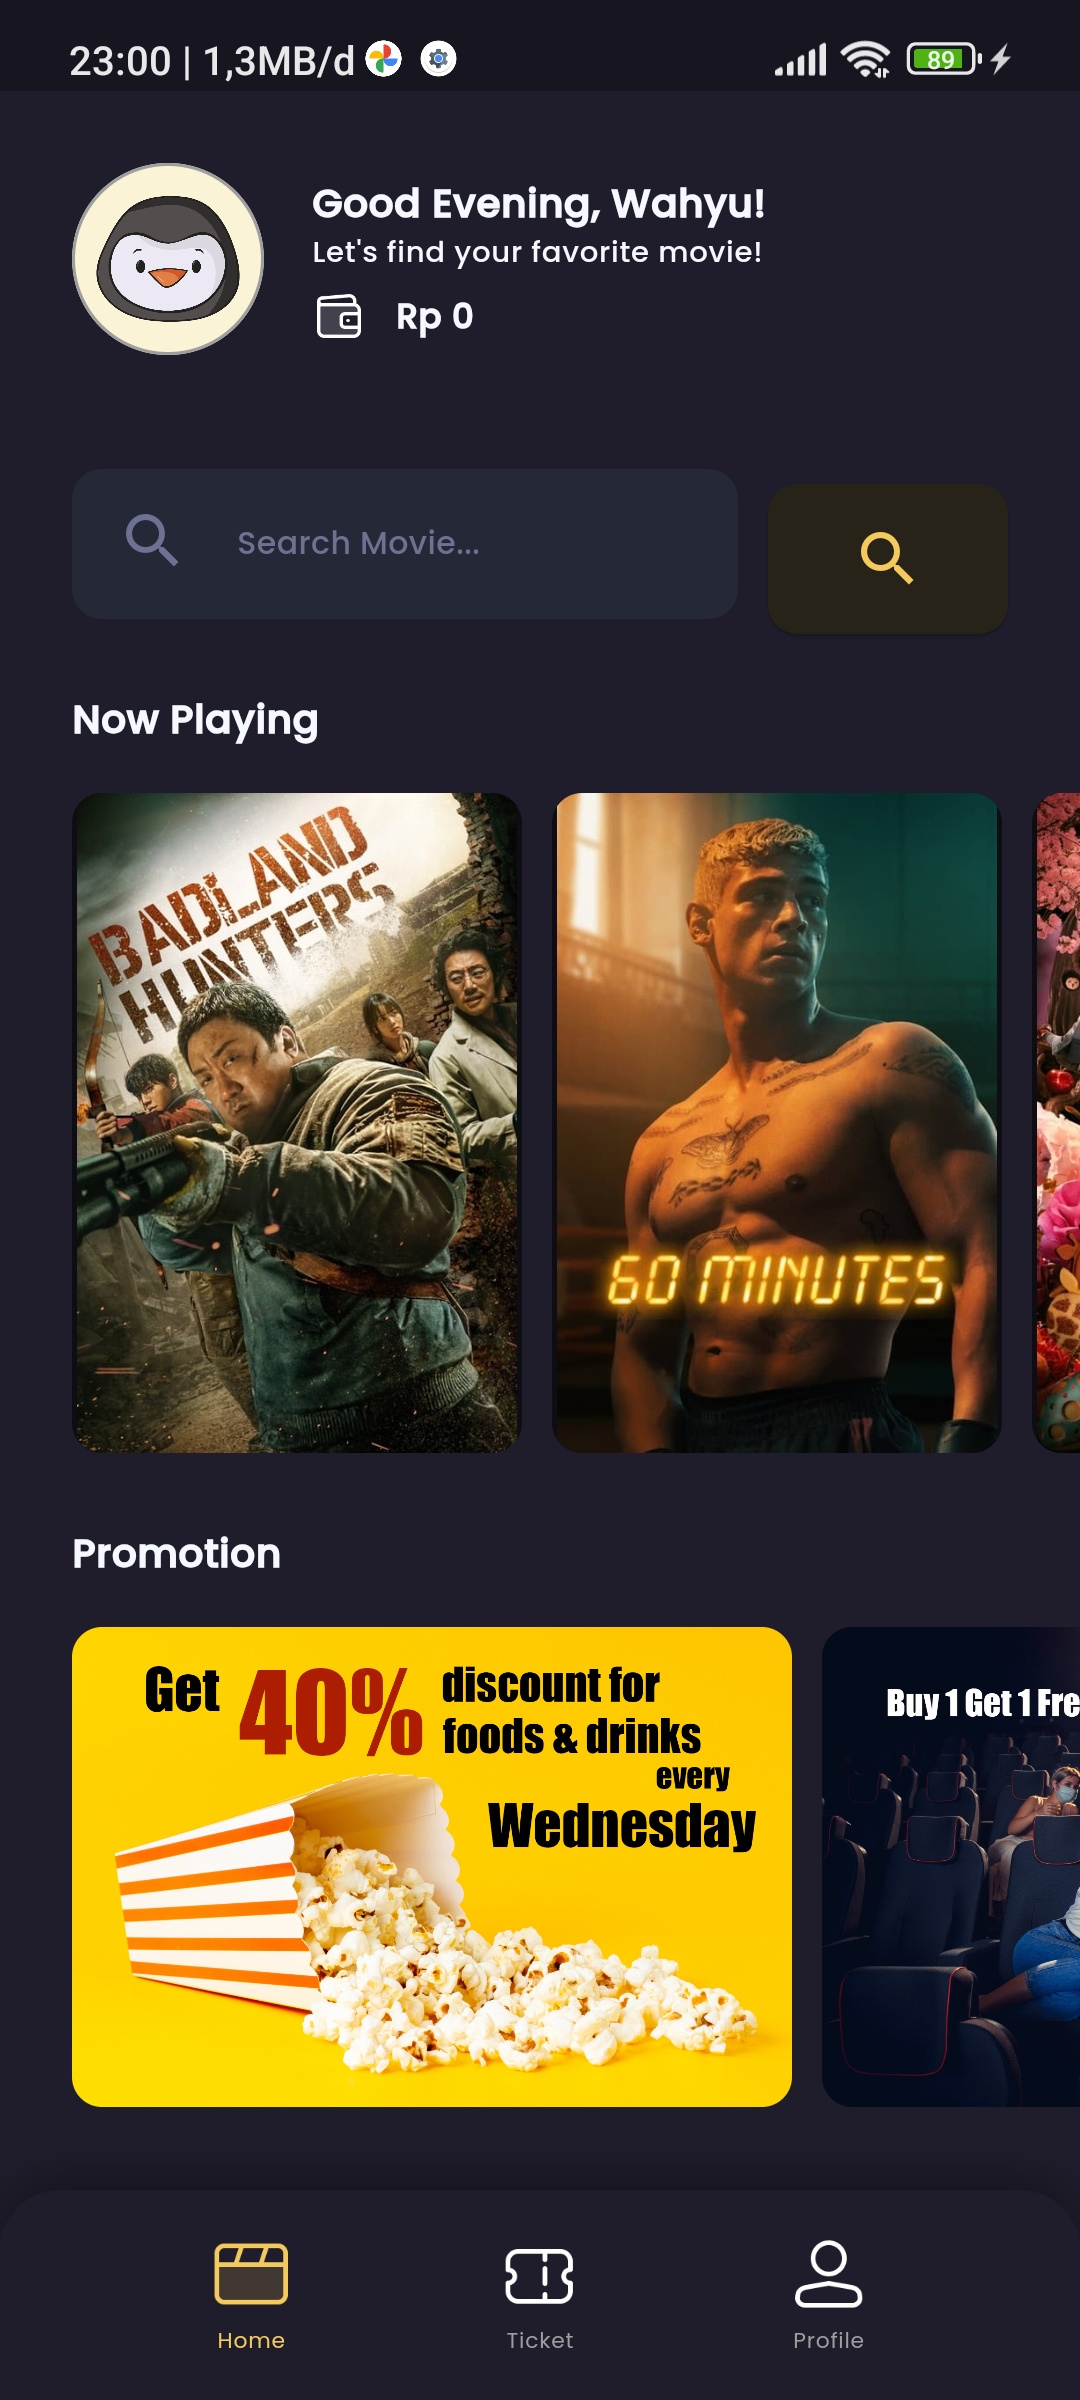 23:00 | 1,3MB/d
89
Good Evening, Wahyu!
Let's find your favorite movie!
Rp 0
Search Movie...
Now Playing
BADLAND
HUNTERS
60 MINUTES
Promotion
Get 40% discount for
foods & drinks
every
Wednesday
Buy 1 Get 1 Fre
Home
Ticket
Profile